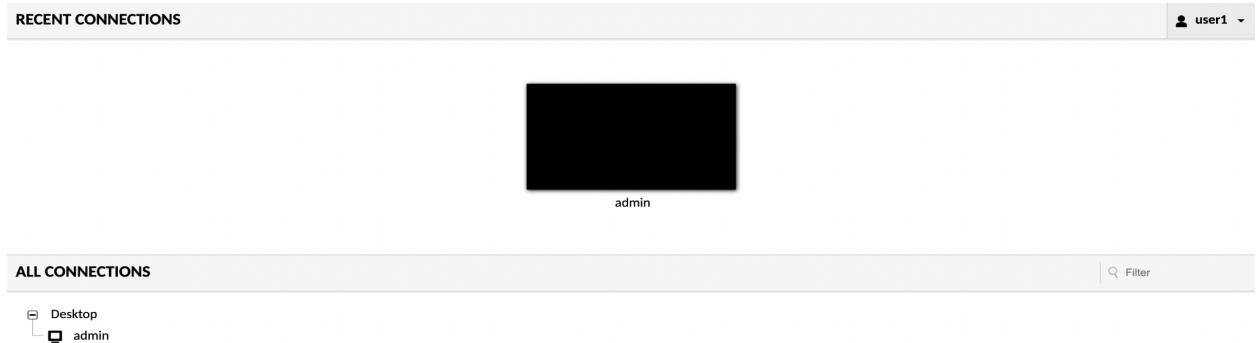 RECENT CONNECTIONS
user1
admin
ALL CONNECTIONS
Filter
Desktop
admin